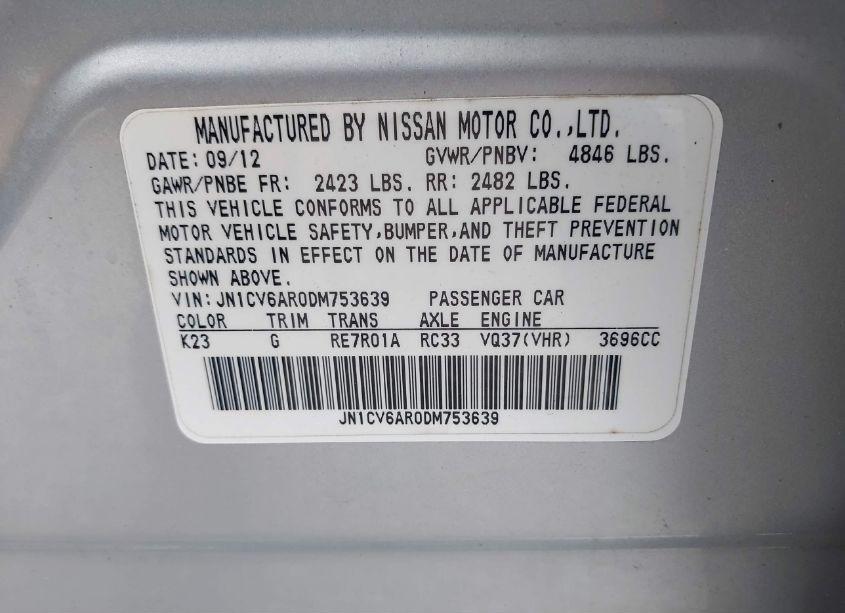 MANUFACTURED BY NISSAN MOTOR CO.,LTD.
DATE: 09/12 GVWR/PNBV: 4846 LBS.
GAWR/PNBE FR: 2423 LBS. RR: 2482 LBS.
THIS VEHICLE CONFORMS TO ALL APPLICABLE FEDERAL
MOTOR VEHICLE SAFETY,BUMPER,AND THEFT PREVENTION
STANDARDS IN EFFECT ON THE DATE OF MANUFACTURE
SHOWN ABOVE.
VIN: JN1CV6AR0DM753639 PASSENGER CAR
COLOR TRIM TRANS AXLE ENGINE
K23 G RE7R01A RC33 VQ37(VHR) 3696CC
JN1CV6AR0DM753639